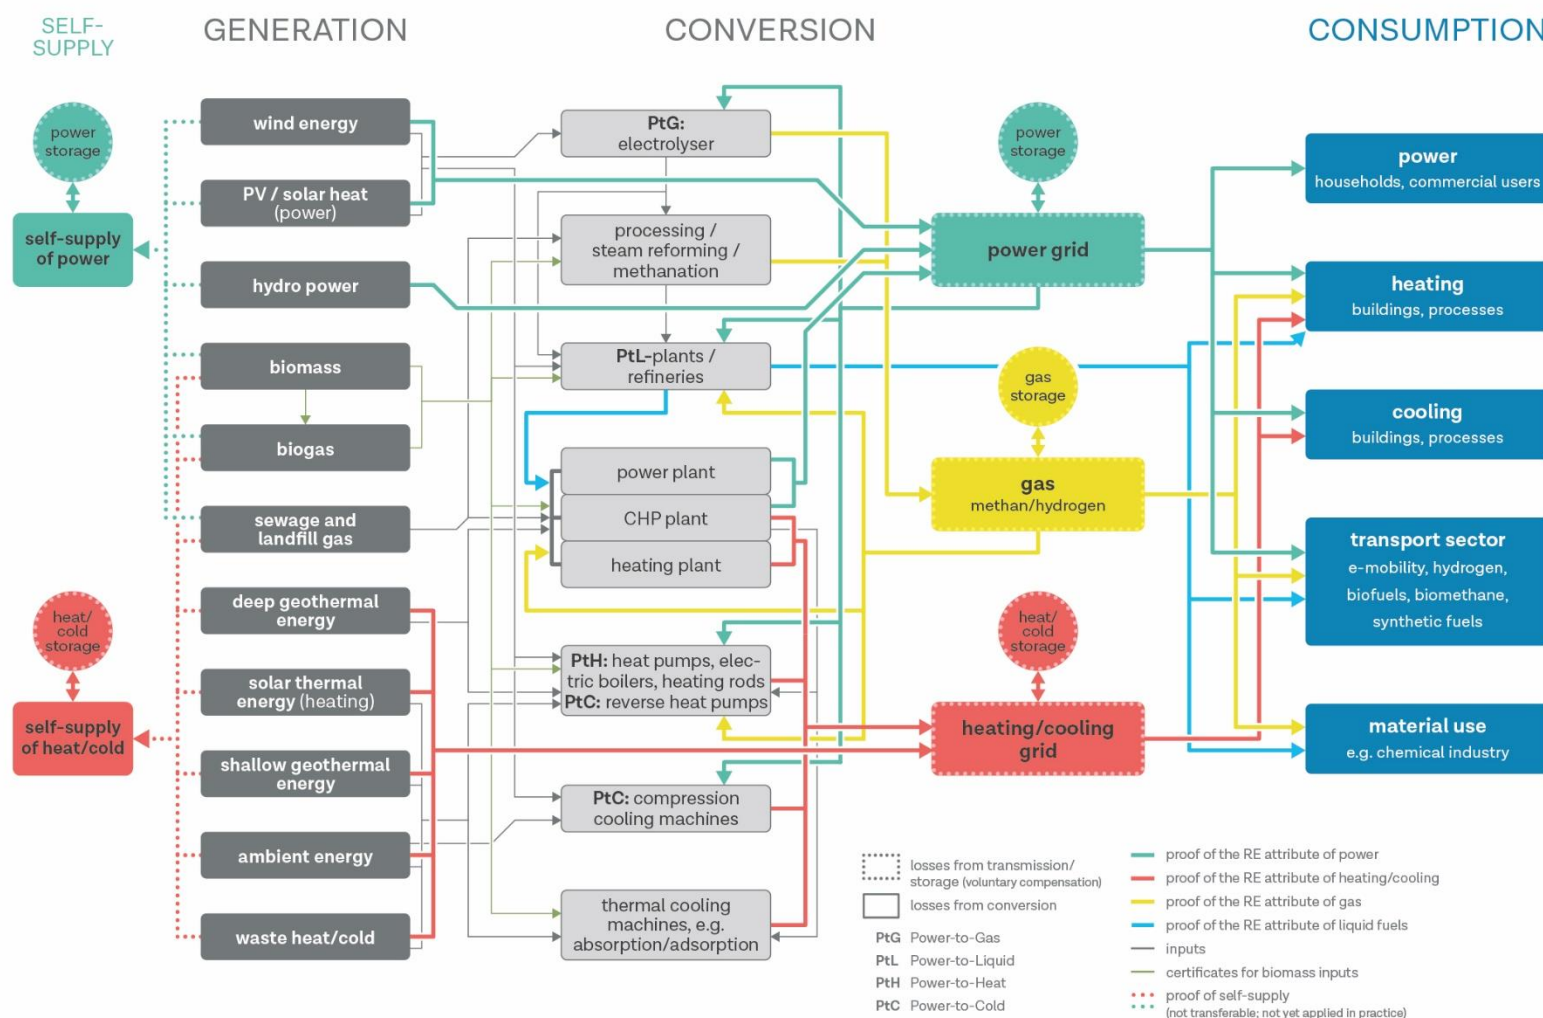 SELF-
SUPPLY
GENERATION
CONVERSION
CONSUMPTION
power
storage
self-supply
of power
heat/
cold
storage
self-supply
of heat/cold
wind energy
PV / solar heat
(power)
hydro power
biomass
biogas
sewage and
landfill gas
deep geothermal
energy
solar thermal
energy (heating)
shallow geothermal
energy
ambient energy
waste heat/cold
PtG:
electrolyser
processing /
steam reforming /
methanation
PtL-plants /
refineries
power plant
CHP plant
heating plant
PtH: heat pumps, elec-
tric boilers, heating rods
PtC: reverse heat pumps
PtC: compression
cooling machines
thermal cooling
machines, e.g.
absorption/adsorption
power
storage
power grid
gas
storage
gas
methan/hydrogen
heat/
cold
storage
heating/cooling
grid
power
households, commercial users
heating
buildings, processes
cooling
buildings, processes
transport sector
e-mobility, hydrogen,
biofuels, biomethane,
synthetic fuels
material use
e.g. chemical industry
losses from transmission/
storage (voluntary compensation)
losses from conversion
PtG Power-to-Gas
PtL Power-to-Liquid
PtH Power-to-Heat
PtC Power-to-Cold
proof of the RE attribute of power
proof of the RE attribute of heating/cooling
proof of the RE attribute of gas
proof of the RE attribute of liquid fuels
inputs
certificates for biomass inputs
proof of self-supply
(not transferable; not yet applied in practice)